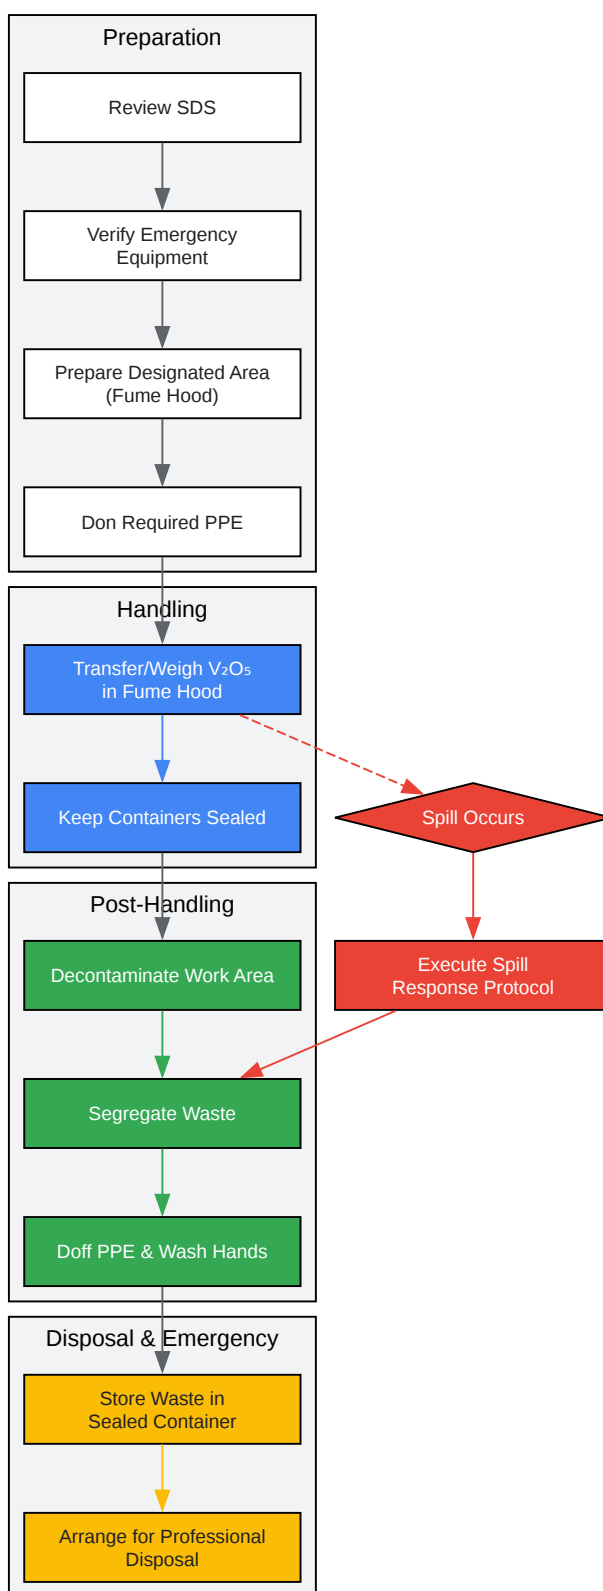 Preparation
Review SDS
Verify Emergency
Equipment
Prepare Designated Area
(Fume Hood)
Don Required PPE
Handling
Transfer/Weigh V₂O₅
in Fume Hood
Keep Containers Sealed
Spill Occurs
Post-Handling
Decontaminate Work Area
Execute Spill
Response Protocol
Segregate Waste
Doff PPE & Wash Hands
Disposal & Emergency
Store Waste in
Sealed Container
Arrange for Professional
Disposal